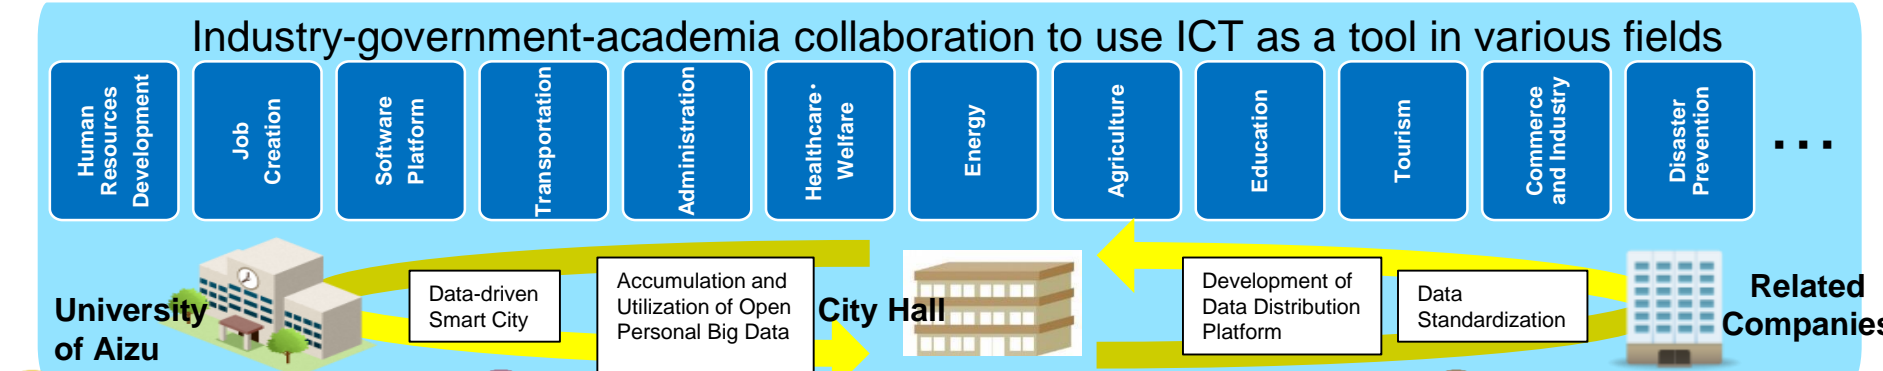 Industry-government-academia collaboration to use ICT as a tool in various fields
Human
Resources
Development
Job
Creation
Software
Platform
Transportation
Administration
Healthcare・
Welfare
Energy
Agriculture
Education
Tourism
Commerce
and Industry
Disaster
Prevention
...
University
of Aizu
Data-driven
Smart City
Accumulation and
Utilization of Open
Personal Big Data
City Hall
Development of
Data Distribution
Platform
Data
Standardization
Related
Companies